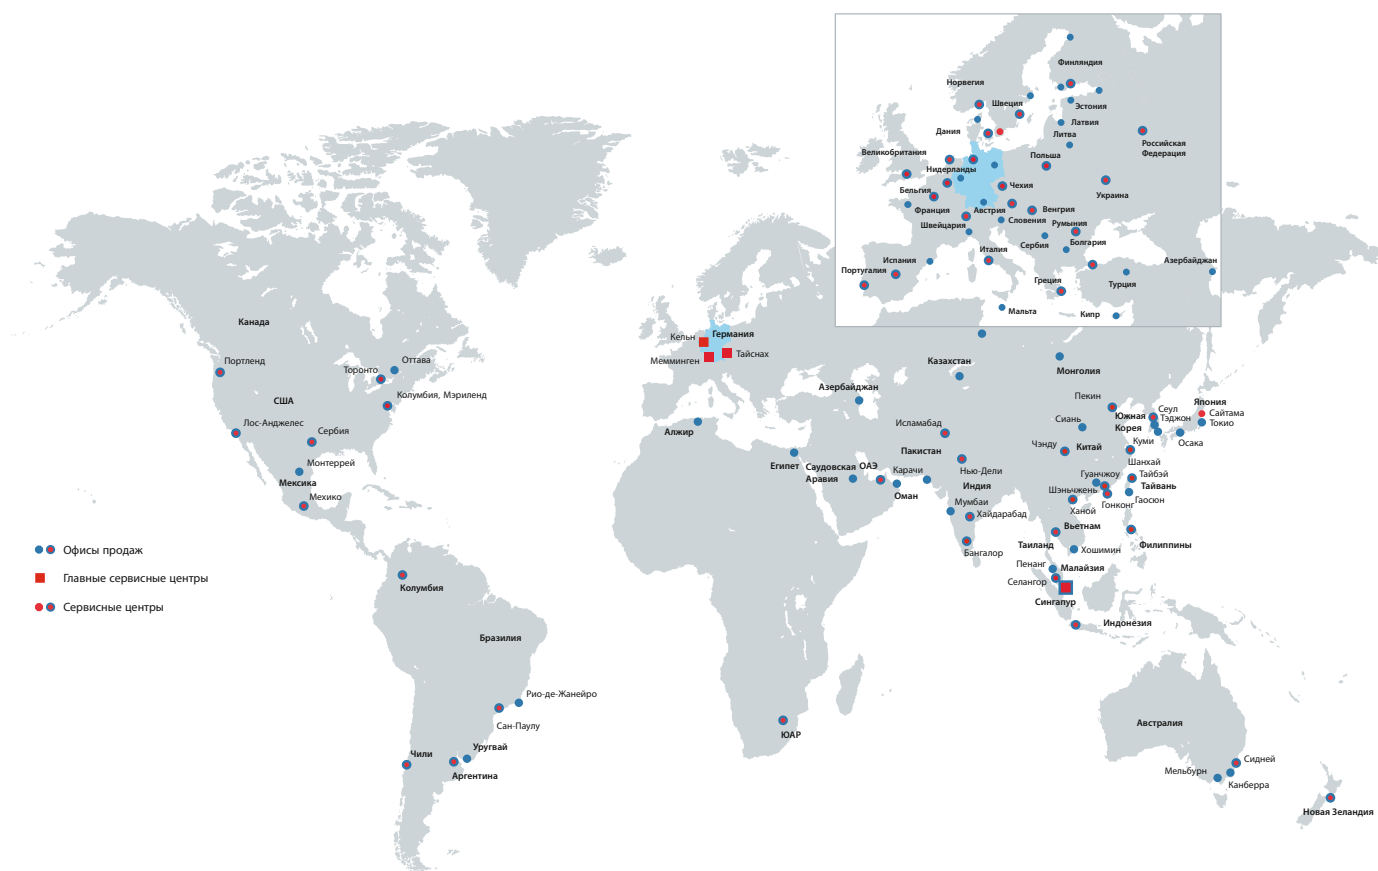 Финляндия
Норвегия
Швеция
Эстония
Дания
Латвия
Литва
Российская
Федерация
Великобритания
Польша
Нидерланды
Чехия
Бельгия
Украина
Франция
Австрия
Венгрия
Словения
Швейцария
Румыния
Сербия
Болгария
Италия
Испания
Азербайджан
Португалия
Греция
Турция
Мальта
Кипр
Канада
Портленд
Оттава
Торонто
США
Колумбия, Мэриленд
Лос-Анджелес
Сербия
Монтеррей
Мексика
Мехико
Кельн
Германия
Мемминген
Тайснах
Казахстан
Монголия
Азербайджан
Алжир
Египет
Саудовская
Аравия
ОАЭ
Оман
Карачи
Исламабад
Пакистан
Нью-Дели
Индия
Мумбаи
Хайдарабад
Бангалор
Пекин
Южная
Корея
Сеул
Тэджон
Япония
Сайтама
Токио
Сиань
Куми
Осака
Чэнду
Китай
Шанхай
Гуанчжоу
Тайбэй
Шэньчжень
Тайвань
Гонконг
Гаосюн
Ханой
Вьетнам
Таиланд
Хошимин
Филиппины
Пенанг
Малайзия
Селангор
Сингапур
Индонезия
Офисы продаж
Главные сервисные центры
Сервисные центры
Колумбия
Бразилия
Рио-де-Жанейро
Сан-Паулу
Чили
Уругвай
Аргентина
ЮАР
Австралия
Сидней
Мельбурн
Канберра
Новая Зеландия